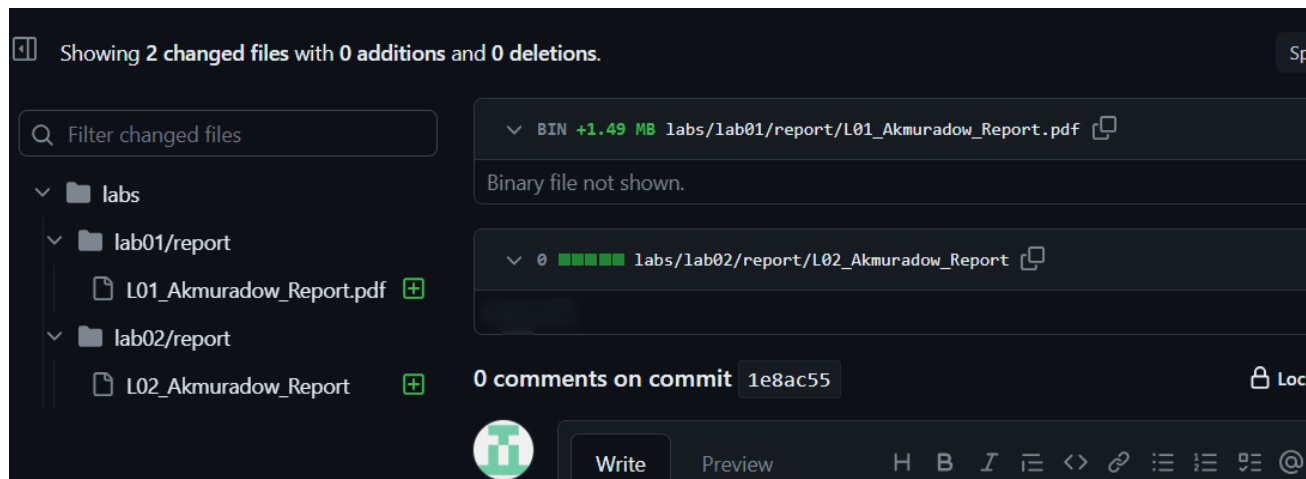 Showing 2 changed files with 0 additions and 0 deletions.
Sp
Filter changed files
labs
lab01/report
L01_Akmuradow_Report.pdf
lab02/report
L02_Akmuradow_Report
BIN +1.49 MB labs/lab01/report/L01_Akmuradow_Report.pdf
Binary file not shown.
0 labs/lab02/report/L02_Akmuradow_Report
0 comments on commit 1e8ac55
Loc
Write Preview H B I <> @